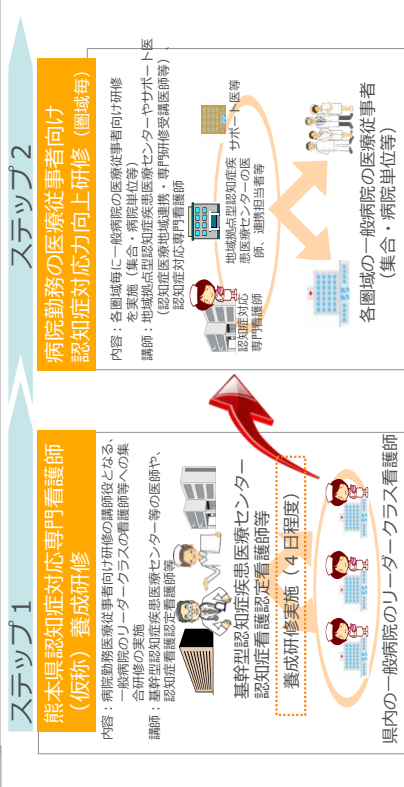 ステップ1
熊本県認知症対応専門看護師
（仮称）養成研修
内容：病院勤務医療従事者向け研修の講師役となる、
一般病院のリーダークラスの看護師等への集
合研修の実施
講師：基幹型認知症疾患医療センター等の医師や、
認知症看護認定看護師等
基幹型認知症疾患医療センター
認知症看護認定看護師等
養成研修実施（４日程度）
県内の一般病院のリーダークラス看護師
ステップ2
病院勤務の医療従事者向け
認知症対応力向上研修（圏域毎）
内容：各圏域毎に一般病院の医療従事者向け研修
を実施（集合・病院単位等）
講師：地域拠点型認知症疾患医療センターやサポート医
（認知症医療地域連携・専門研修受講医師等）、
認知症対応専門看護師
認知症対応
専門看護師
地域拠点型認知症疾
患医療センターの医
師、連携担当者等
サポート医等
各圏域の一般病院の医療従事者
（集合・病院単位等）